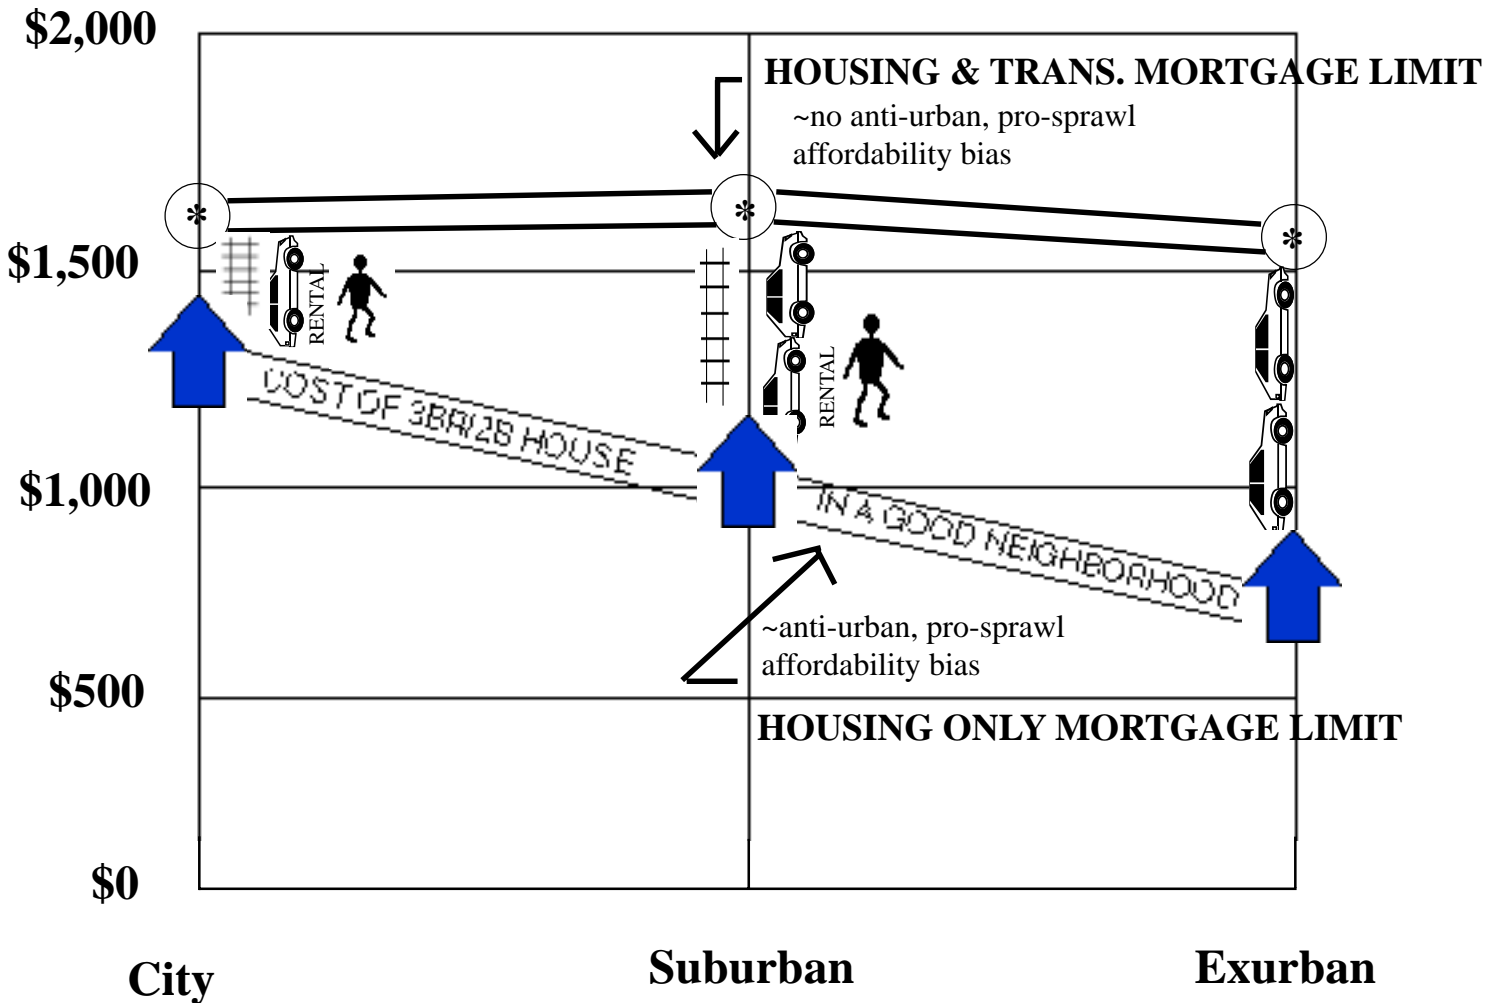 $2,000
HOUSING & TRANS. MORTGAGE LIMIT
~no anti-urban, pro-sprawl
affordability bias
* * *
$1,500
RENTAL
RENTAL
COST OF 3BR/2B HOUSE
$1,000
IN A GOOD NEIGHBORHOOD
~anti-urban, pro-sprawl
affordability bias
$500
HOUSING ONLY MORTGAGE LIMIT
$0
City Suburban Exurban